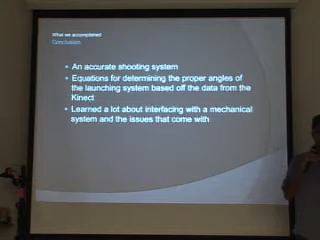 What we accomplished
Conclusion
An accurate shooting system
Equations for determining the proper angles of
the launching system based off the data from the
Kinect
Learned a lot about interfacing with a mechanical
system and the issues that come with